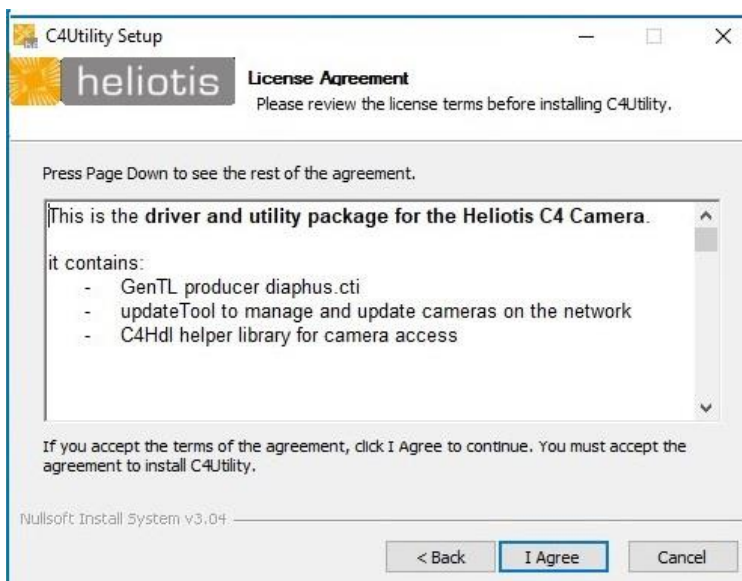 C4Utility Setup
heliotis
License Agreement
Please review the license terms before installing C4Utility.
Press Page Down to see the rest of the agreement.
This is the driver and utility package for the Heliotis C4 Camera.
it contains:
- GenTL producer diaphus.cti
- updateTool to manage and update cameras on the network
- C4Hdl helper library for camera access
If you accept the terms of the agreement, click I Agree to continue. You must accept the
agreement to install C4Utility.
Nullsoft Install System v3.04
< Back I Agree Cancel